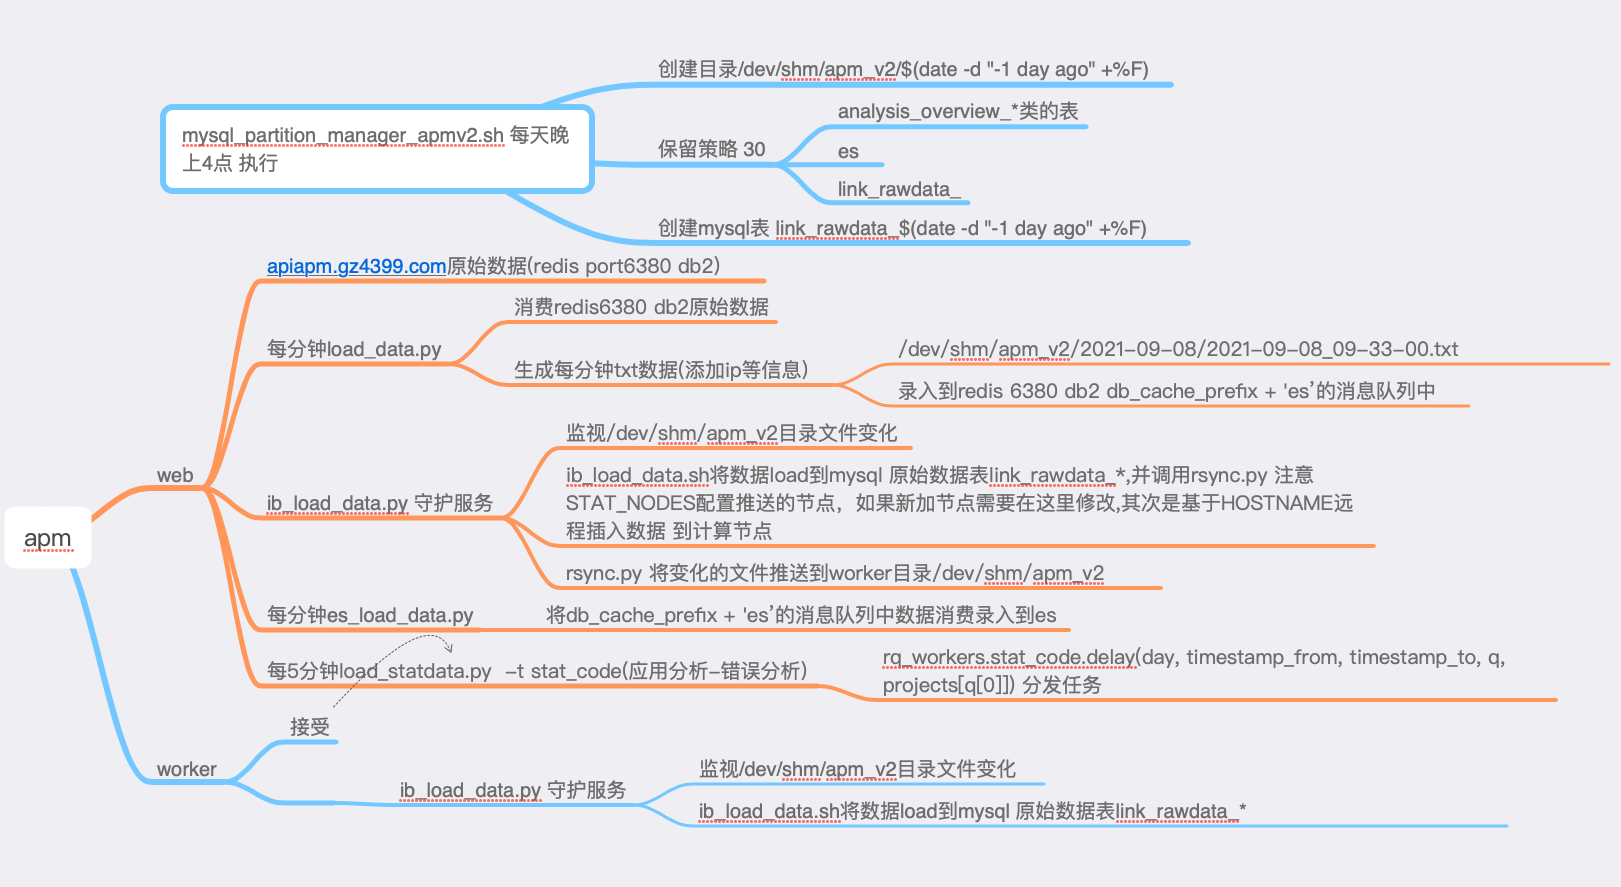 创建目录/dev/shm/apm_v2/$(date -d "-1 day ago" +%F)
mysql_partition_manager_apmv2.sh 每天晚
上4点 执行
保留策略 30
analysis_overview_*类的表
es
link_rawdata_
创建mysql表 link_rawdata_$(date -d "-1 day ago" +%F)
apm
web
apiapm.gz4399.com原始数据(redis port6380 db2)
每分钟load_data.py
消费redis6380 db2原始数据
生成每分钟txt数据(添加ip等信息)
/dev/shm/apm_v2/2021-09-08/2021-09-08_09-33-00.txt
录入到redis 6380 db2 db_cache_prefix + 'es’的消息队列中
ib_load_data.py 守护服务
监视/dev/shm/apm_v2目录文件变化
ib_load_data.sh将数据load到mysql 原始数据表link_rawdata_*,并调用rsync.py 注意
STAT_NODES配置推送的节点，如果新加节点需要在这里修改,其次是基于HOSTNAME远
程插入数据 到计算节点
rsync.py 将变化的文件推送到worker目录/dev/shm/apm_v2
每分钟es_load_data.py
将db_cache_prefix + 'es’的消息队列中数据消费录入到es
每5分钟load_statdata.py -t stat_code(应用分析-错误分析)
rq_workers.stat_code.delay(day, timestamp_from, timestamp_to, q,
projects[q[0]]) 分发任务
worker
接受
ib_load_data.py 守护服务
监视/dev/shm/apm_v2目录文件变化
ib_load_data.sh将数据load到mysql 原始数据表link_rawdata_*